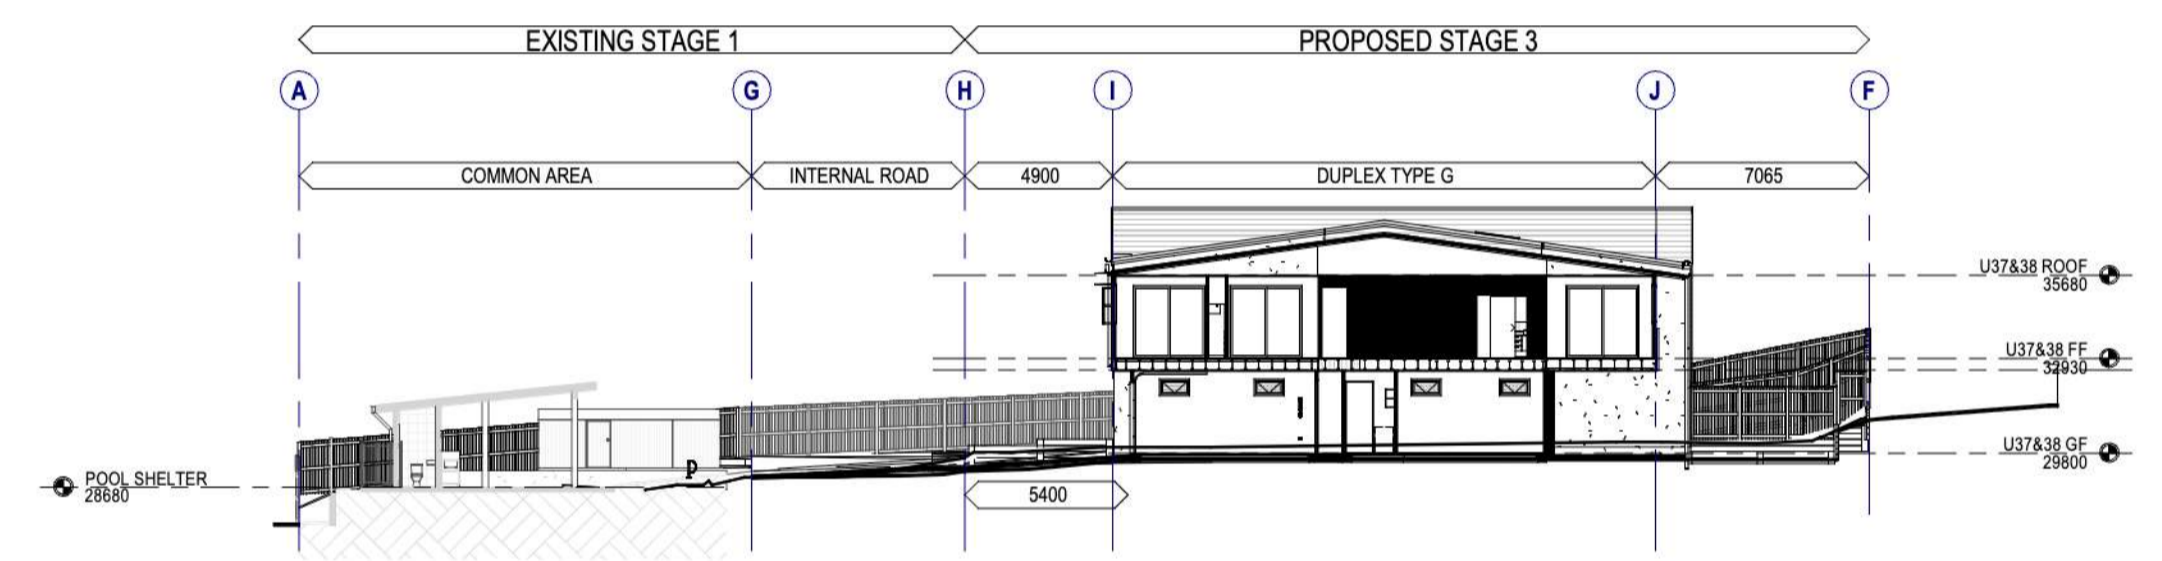 EXISTING STAGE 1
PROPOSED STAGE 3
A
G
H
I
J
F
COMMON AREA
INTERNAL ROAD
4900
DUPLEX TYPE G
7065
U37&38 ROOF
35680
U37&38 FF
32930
U37&38 GF
29800
POOL SHELTER
28680
P
5400